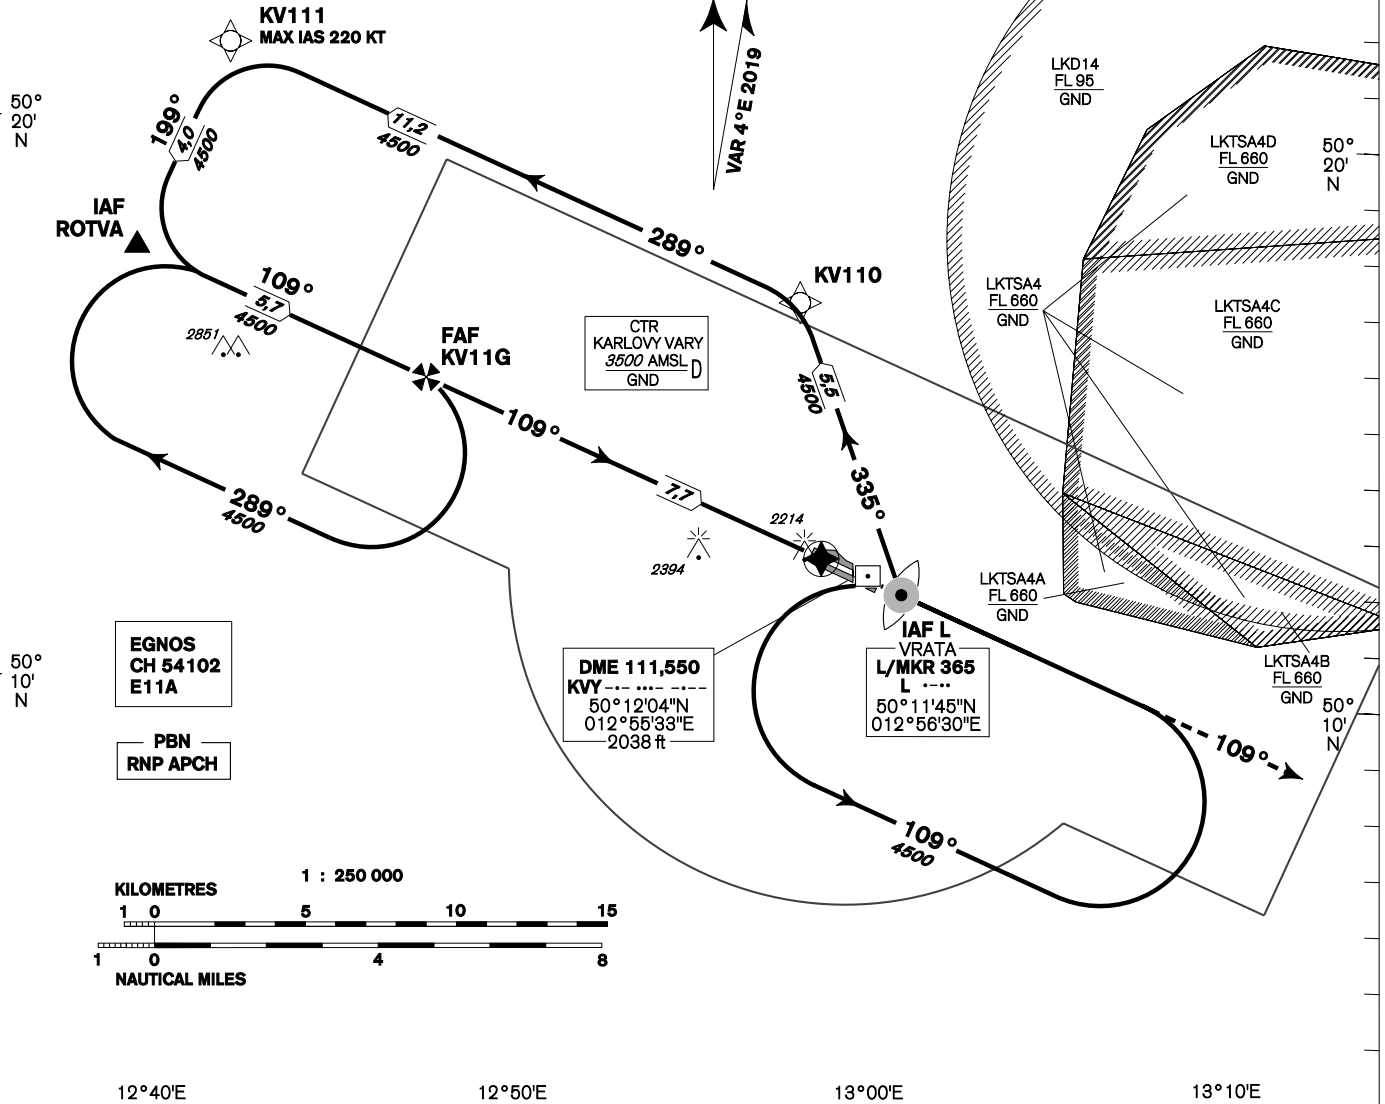 KV111
MAX IAS 220 KT
50°
20'
N
199°
4,0
4500
11,2
4500
VAR 4°E 2019
LKD14
FL 95
GND
LKTSA4D
FL 660
GND
50°
20'
N
IAF
ROTVA
289°
KV110
109°
5,7
4500
2851
FAF
KV11G
CTR
KARLOVY VARY
3500 AMSL
GND
D
LKTSA4
FL 660
GND
LKTSA4C
FL 660
GND
5,5
4500
109°
335°
289°
4500
7,7
2214
2394
LKTSA4A
FL 660
GND
EGNOS
CH 54102
E11A
PBN
RNP APCH
DME 111,550
KVY –·– ···– –·––
50°12'04"N
012°55'33"E
2038 ft
IAF L
VRATA
L/MKR 365
L ·–··
50°11'45"N
012°56'30"E
LKTSA4B
FL 660
GND
50°
10'
N
50°
10'
N
109°
109°
4500
1 : 250 000
KILOMETRES
1 0 5 10 15
1 0 4 8
NAUTICAL MILES
12°40'E 12°50'E 13°00'E 13°10'E